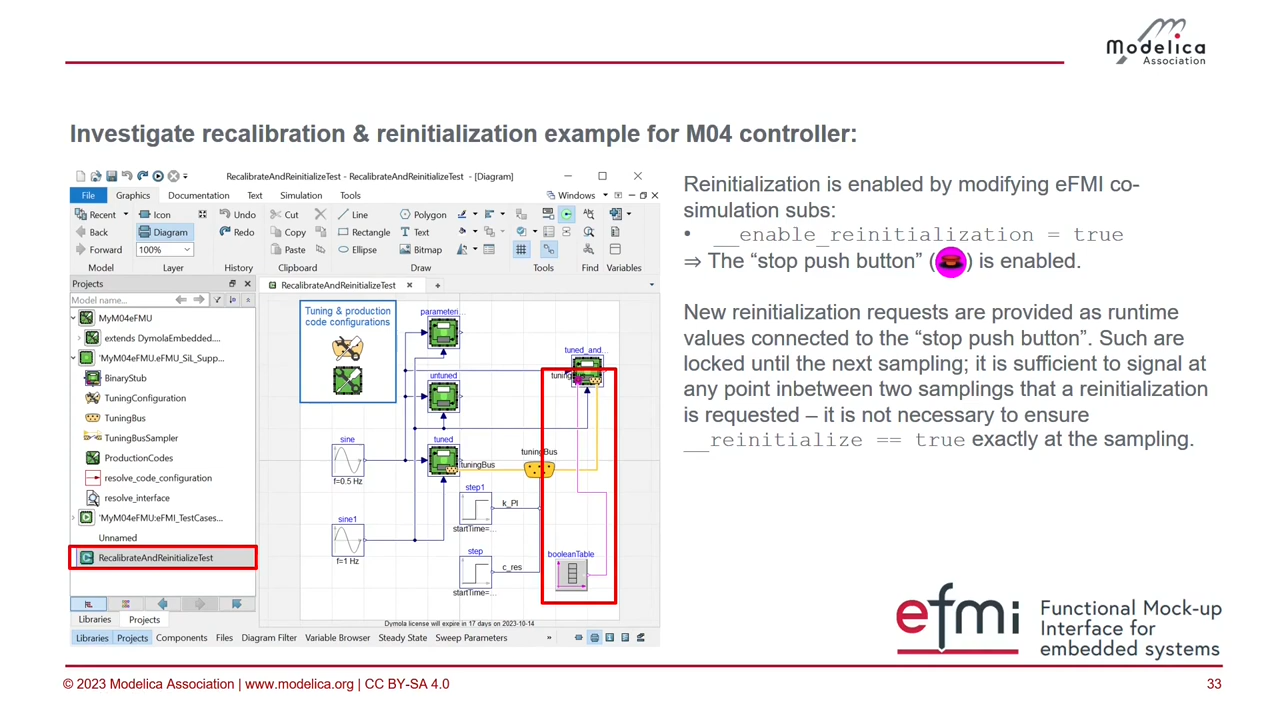 Modelica
Association
Investigate recalibration & reinitialization example for M04 controller:
RecalibrateAndReinitializeTest - RecalibrateAndReinitializeTest - [Diagram]
File Graphics Documentation Text Simulation Tools Windows
Recent Icon Undo Cut Line Polygon
Back Diagram Redo Copy Rectangle Text
Forward 100% Paste Ellipse Bitmap
Model Layer History Clipboard Draw Tools Find Variables
Projects
RecalibrateAndReinitializeTest
Model name...
MyM04eFMU
extends DymolaEmbedded....
'MyM04eFMU.eFMU_SiL_Supp...
BinaryStub
TuningConfiguration
TuningBus
TuningBusSampler
ProductionCodes
resolve_code_configuration
resolve_interface
'MyM04eFMU:eFMI_TestCases...
Unnamed
RecalibrateAndReinitializeTest
Libraries Projects
Tuning & production
code configurations
parameteri...
tuned_and...
tuning
untuned
sine
f=0.5 Hz
tuned
tuningBus
tuningBus
step1
k_PI
startTime=...
sine1
f=1 Hz
step
c_res
startTime=...
booleanTable
Dymola license will expire in 17 days on 2023-10-14
Libraries Projects Components Files Diagram Filter Variable Browser Steady State Sweep Parameters »
Reinitialization is enabled by modifying eFMI co-
simulation subs:
• __enable_reinitialization = true
⇒ The “stop push button” ( ) is enabled.
New reinitialization requests are provided as runtime
values connected to the “stop push button”. Such are
locked until the next sampling; it is sufficient to signal at
any point inbetween two samplings that a reinitialization
is requested – it is not necessary to ensure
__reinitialize == true exactly at the sampling.
efmi
Functional Mock-up
Interface for
embedded systems
© 2023 Modelica Association | www.modelica.org | CC BY-SA 4.0
33